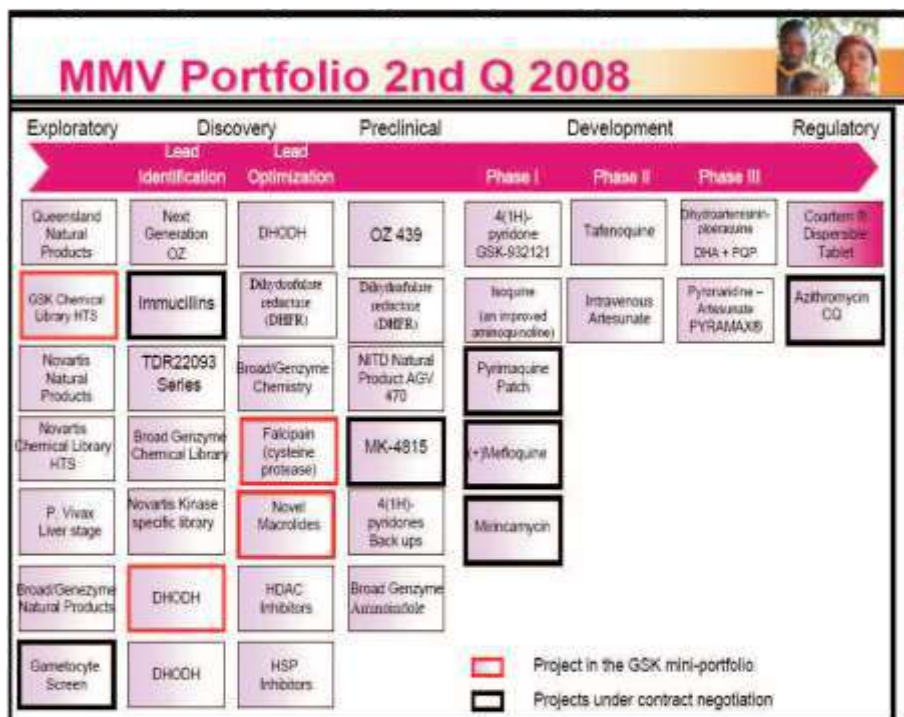 MMV Portfolio 2nd Q 2008
Exploratory
Discovery
Preclinical
Development
Regulatory
Lead
Identification
Lead
Optimization
Phase I
Phase II
Phase III
Queensland
Natural
Products
Next
Generation
OZ
DHODH
OZ 439
4(1H)-
pyridone
GSK-932121
Tafenoquine
Dihydroartemisinin-
piperaquine
DHA + PQP
Coartem ®
Dispersible
Tablet
GSK Chemical
Library HTS
Immucillins
Dihydrofolate
reductase
(DHFR)
Dihydrofolate
reductase
(DHFR)
Isoquine
(an improved
aminoquinoline)
Intravenous
Artesunate
Pyronaridine –
Artesunate
PYRAMAX®
Azithromycin
CQ
Novartis
Natural
Products
TDR22093
Series
Broad/Genzyme
Chemistry
NITD Natural
Product AGV
470
Pyrimaquine
Patch
Novartis
Chemical Library
HTS
Broad Genzyme
Chemical Library
Falcipain
(cysteine
protease)
MK-4815
(+)Mefloquine
P. Vivax
Liver stage
Novartis Kinase
specific library
Novel
Macrolides
4(1H)-
pyridones
Back ups
Mirincamycin
Broad/Genezyme
Natural Products
DHODH
HDAC
Inhibitors
Broad Genzyme
Aminoindole
Gametocyte
Screen
DHODH
HSP
Inhibitors
Project in the GSK mini-portfolio
Projects under contract negotiation